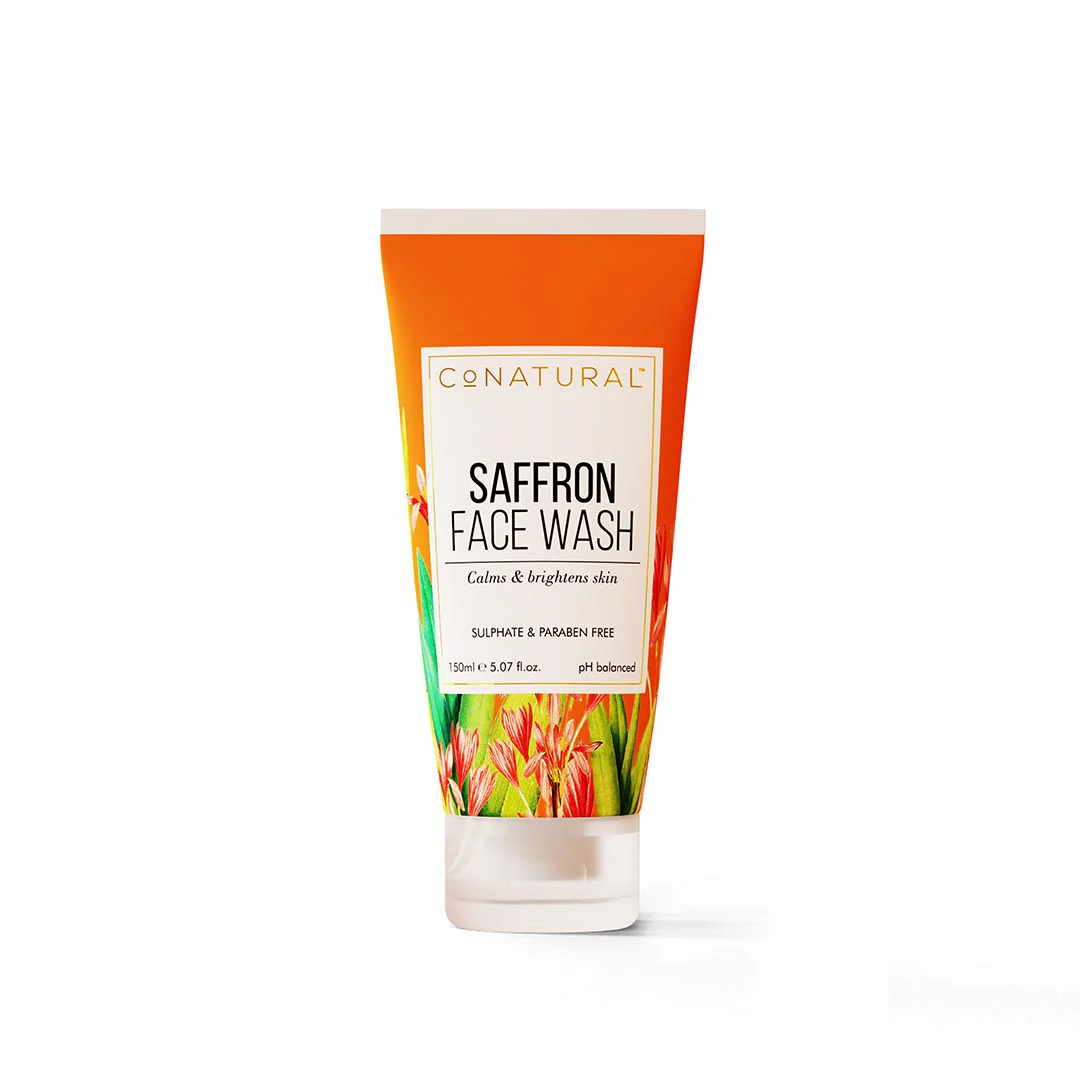 CoNATURAL™
SAFFRON
FACE WASH
Calms & brightens skin
SULPHATE & PARABEN FREE
150ml ℮ 5.07 fl.oz. pH balanced